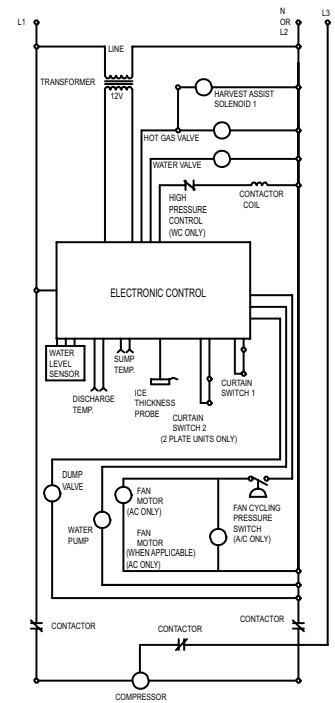 N
OR
L2
L1
L3
LINE
TRANSFORMER
12V
HARVEST ASSIST
SOLENOID 1
HOT GAS VALVE
WATER VALVE
HIGH
PRESSURE
CONTROL
(WC ONLY)
CONTACTOR
COIL
ELECTRONIC CONTROL
WATER
LEVEL
SENSOR
SUMP
TEMP.
DISCHARGE
TEMP.
ICE
THICKNESS
PROBE
CURTAIN
SWITCH 1
CURTAIN
SWITCH 2
(2 PLATE UNITS ONLY)
DUMP
VALVE
WATER
PUMP
FAN
MOTOR
(AC ONLY)
FAN
MOTOR
(WHEN APPLICABLE)
(AC ONLY)
FAN CYCLING
PRESSURE
SWITCH
(A/C ONLY)
CONTACTOR
CONTACTOR
CONTACTOR
COMPRESSOR